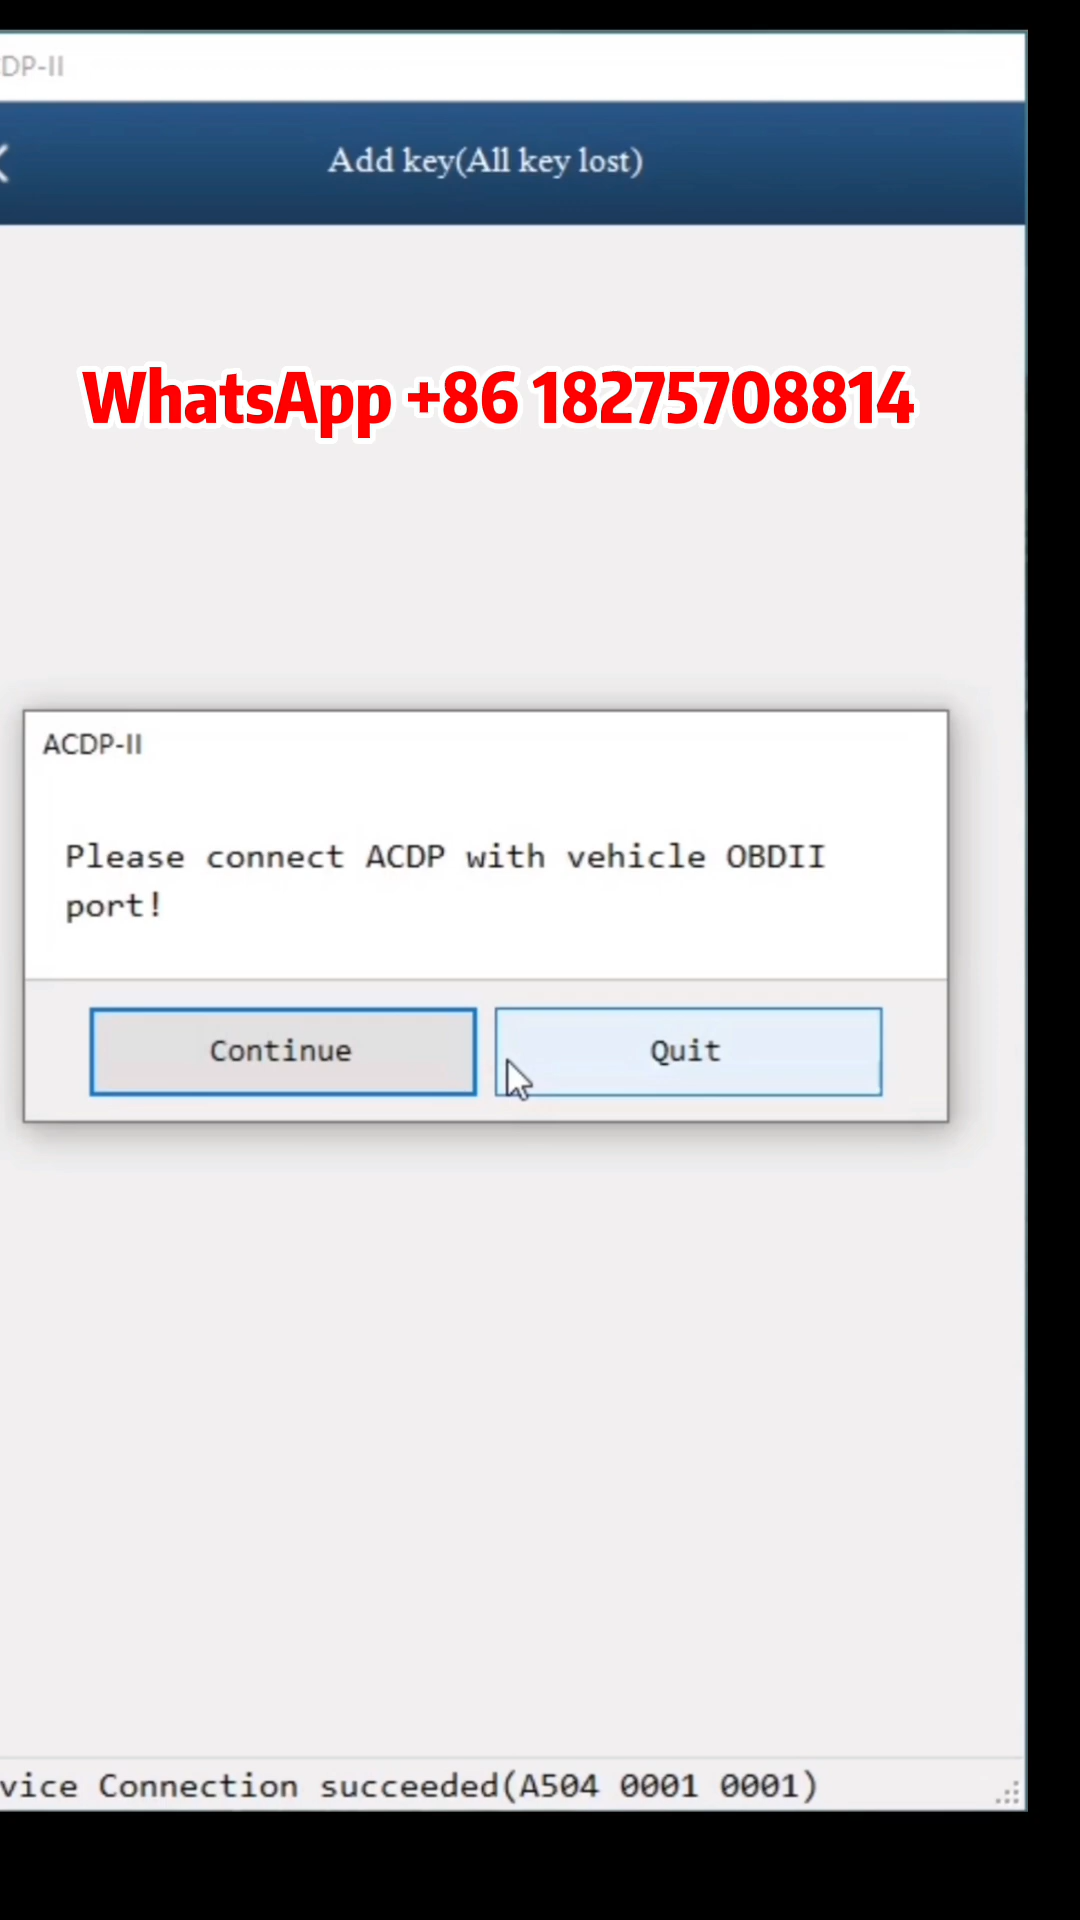 DP-II
Add key(All key lost)
WhatsApp +86 18275708814
ACDP-II
Please connect ACDP with vehicle OBDII
port!
Continue
Quit
vice Connection succeeded(A504 0001 0001)